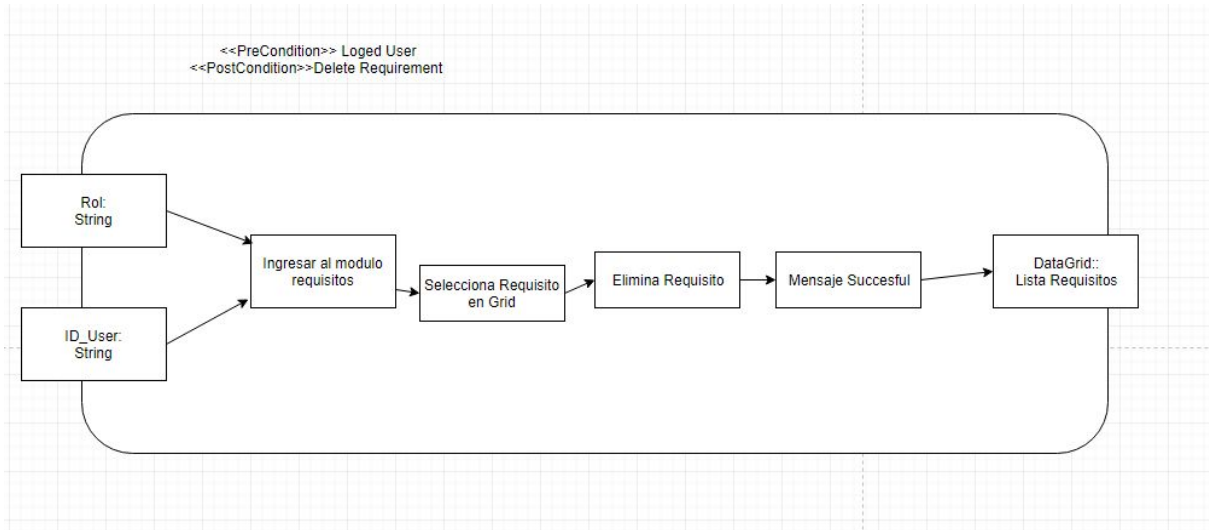 <<PreCondition>> Loged User
<<PostCondition>>Delete Requirement
Rol:
String
Ingresar al modulo
requisitos
Selecciona Requisito
en Grid
Elimina Requisito
Mensaje Succesful
DataGrid::
Lista Requisitos
ID_User:
String